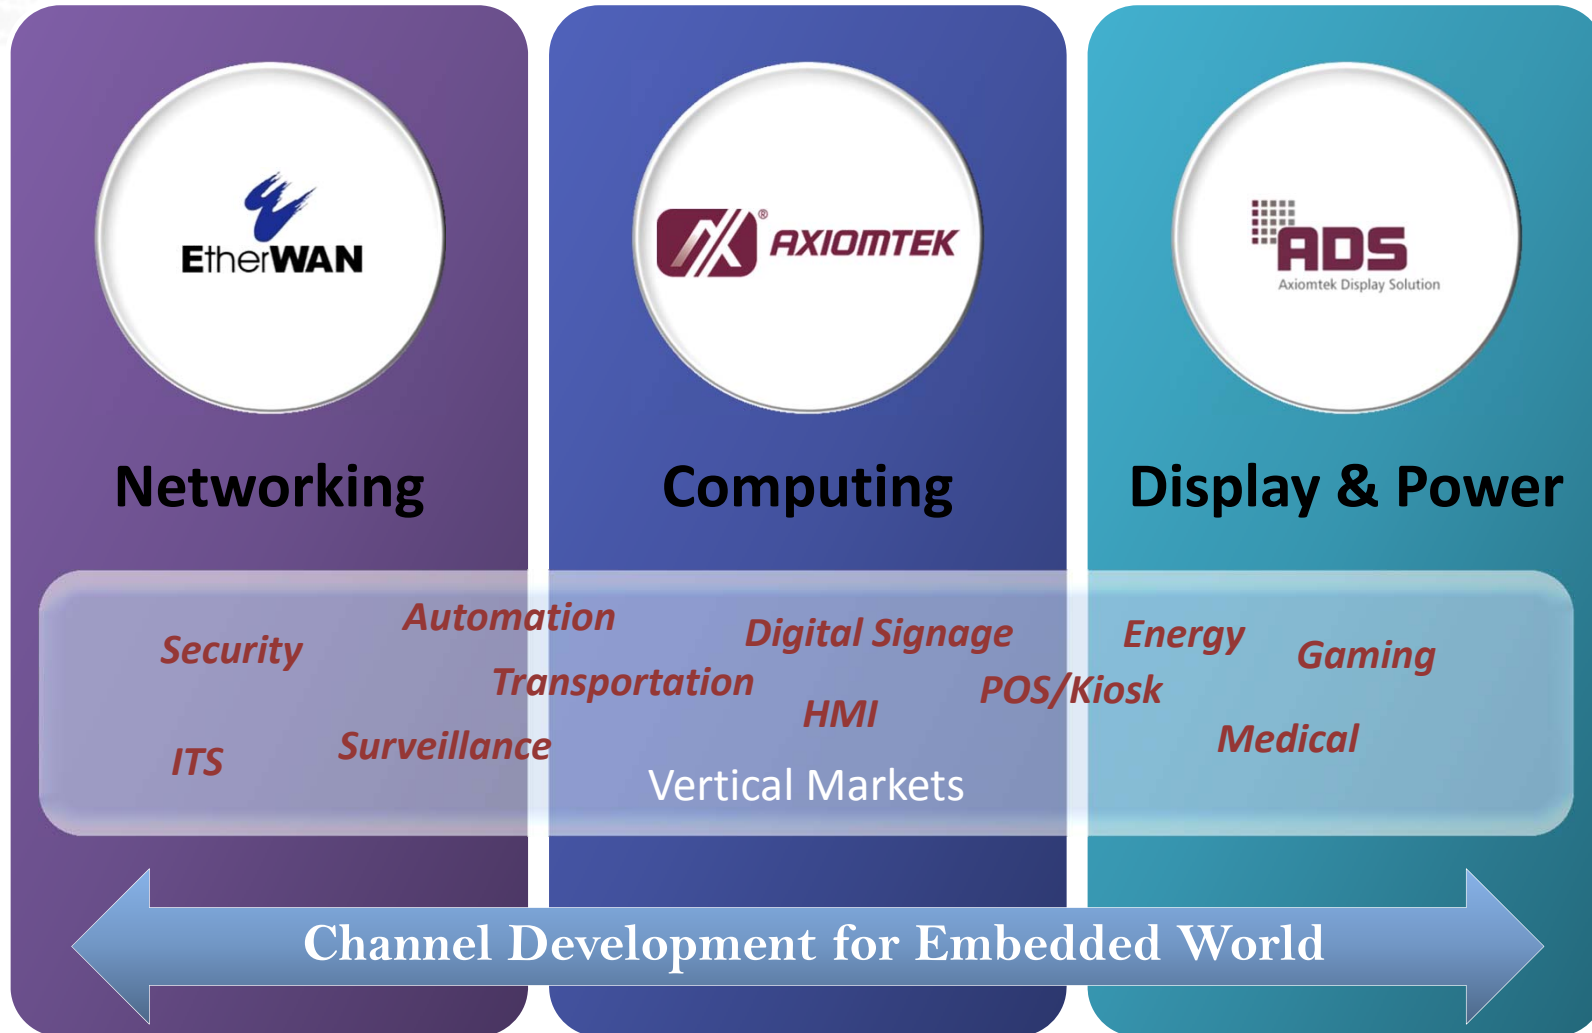 EtherWAN
AXIOMTEK®
ADS
Axiomtek Display Solution
Networking
Computing
Display & Power
Security
Automation
Transportation
ITS
Surveillance
Digital Signage
HMI
POS/Kiosk
Energy
Gaming
Medical
Vertical Markets
Channel Development for Embedded World